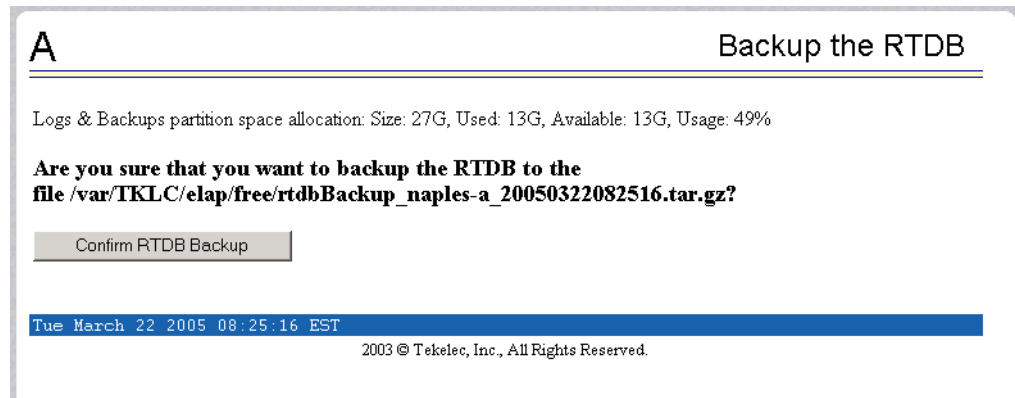 A
Backup the RTDB
Logs & Backups partition space allocation: Size: 27G, Used: 13G, Available: 13G, Usage: 49%
Are you sure that you want to backup the RTDB to the
file /var/TKLC/elap/free/rtdbBackup_naples-a_20050322082516.tar.gz?
Confirm RTDB Backup
Tue March 22 2005 08:25:16 EST
2003 © Tekelec, Inc., All Rights Reserved.